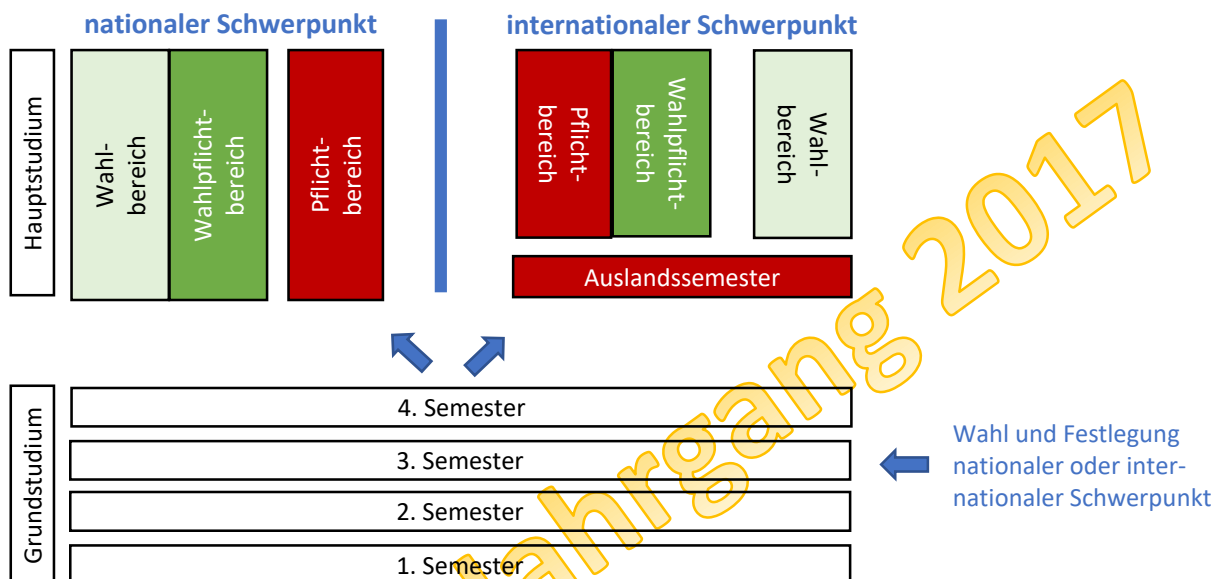 nationaler Schwerpunkt
internationaler Schwerpunkt
Hauptstudium
Wahl-
bereich
Wahlpflicht-
bereich
Pflicht-
bereich
Pflicht-
bereich
Wahlpflicht-
bereich
Wahl-
bereich
Auslandssemester
Grundstudium
4. Semester
3. Semester
2. Semester
1. Semester
Wahl und Festlegung
nationaler oder inter-
nationaler Schwerpunkt
Jahrgang 2017